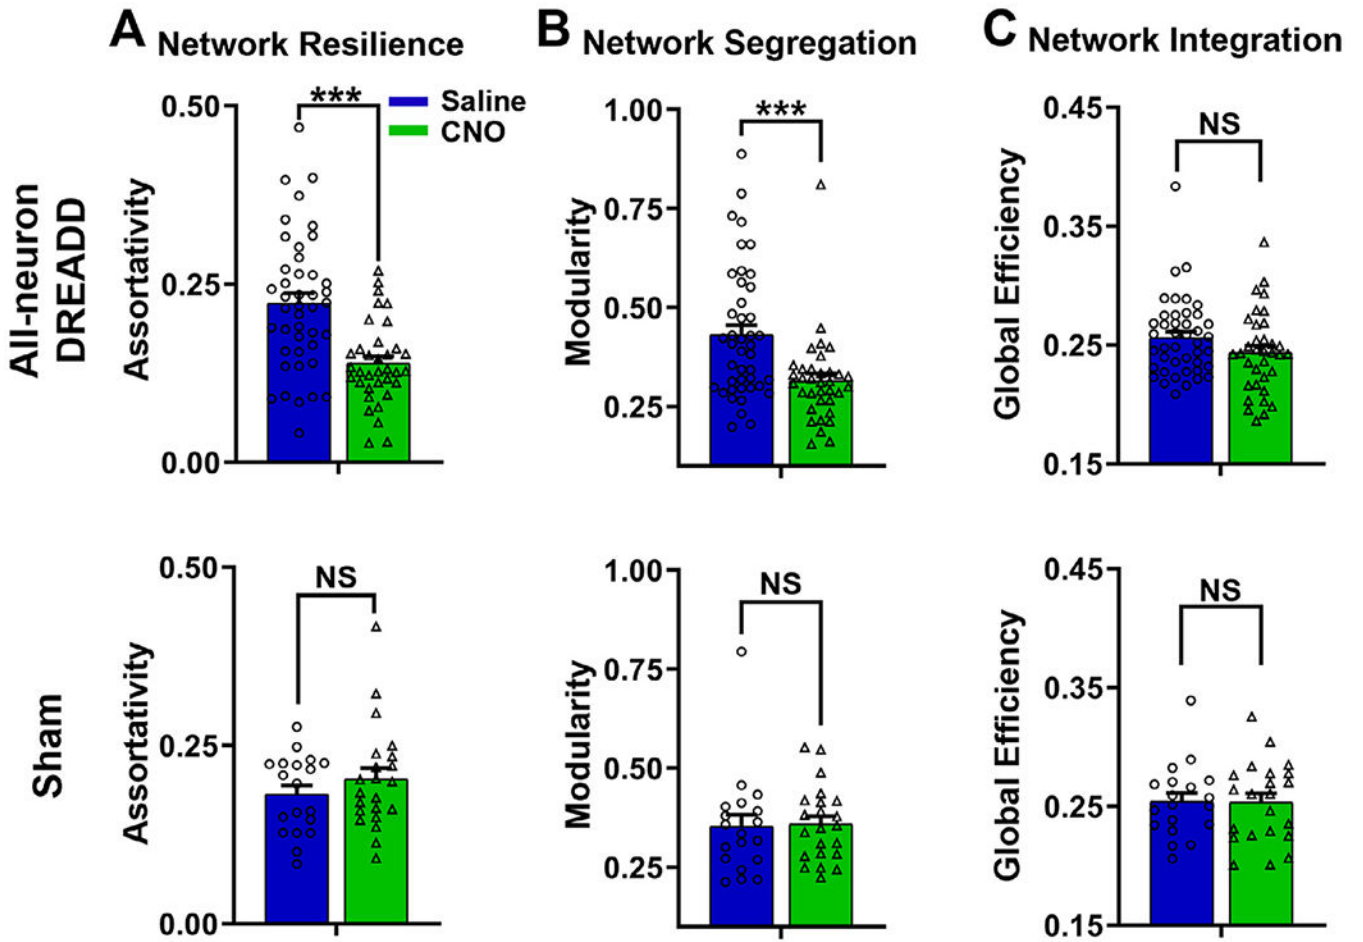 A Network Resilience
B Network Segregation
C Network Integration
All-neuron
DREADD
Assortativity
0.50
0.25
0.00
***
Saline
CNO
Modularity
1.00
0.75
0.50
0.25
***
Global Efficiency
0.45
0.35
0.25
0.15
NS
Sham
Assortativity
0.50
0.25
0.00
NS
Modularity
1.00
0.75
0.50
0.25
NS
Global Efficiency
0.45
0.35
0.25
0.15
NS